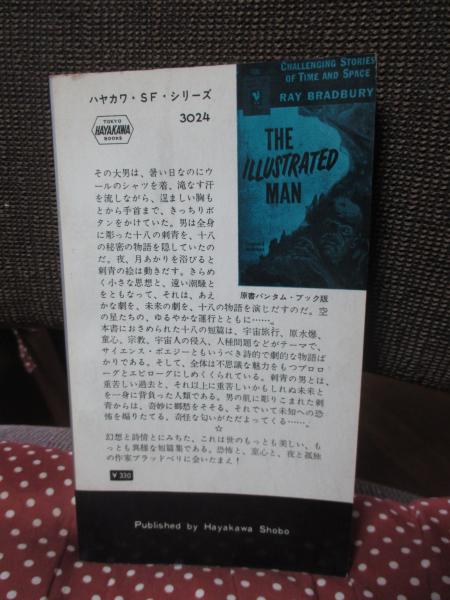 ハヤカワ・SF・シリーズ
3024
TOKYO
HAYAKAWA
BOOKS
CHALLENGING STORIES
OF TIME AND SPACE
RAY BRADBURY
THE
ILLUSTRATED
MAN
原書バンタム・ブック版
その大男は、暑い日なのにウ
ールのシャツを着、滝なす汗
を流しながら、逞ましい胸も
とから手首まで、きっちりボ
タンをかけていた。男は全身
に彫った十八の刺青を、十八
の秘密の物語を隠していたの
だ。夜、月あかりを浴びると
刺青の絵は動きだす。きらめ
く小さな思想と、遠い潮騒と
をともなって、それは、あえ
かな劇を、未来の劇を、十八の物語を演じだすのだ。空
の星たちの、ゆるやかな運行とともに……。
本書におさめられた十八の短篇は、宇宙旅行、原水爆、
童心、宗教、宇宙人の侵入、人種問題などがテーマで、
サイエンス・ポエジーともいうべき詩的で劇的な物語ば
かりである。そして、全体は不思議な魅力をもつプロロ
ーグとエピローグにしめくくられている。刺青の男とは、
重苦しい過去と、それ以上に重苦しいかもしれぬ未来と
を一身に背負った人類である。男の肌に彫りこまれた刺
青からは、奇妙に郷愁をそそる、それでいて未知への恐
怖を煽りたてる、奇怪な匂いがただよってくる……。
☆
幻想と詩情とにみちた、これは世のもっとも美しい、も
っとも異様な短篇集である。恐怖と、童心と、夜と孤独
の作家ブラッドベリに会いたまえ!
¥330
Published by Hayakawa Shobo